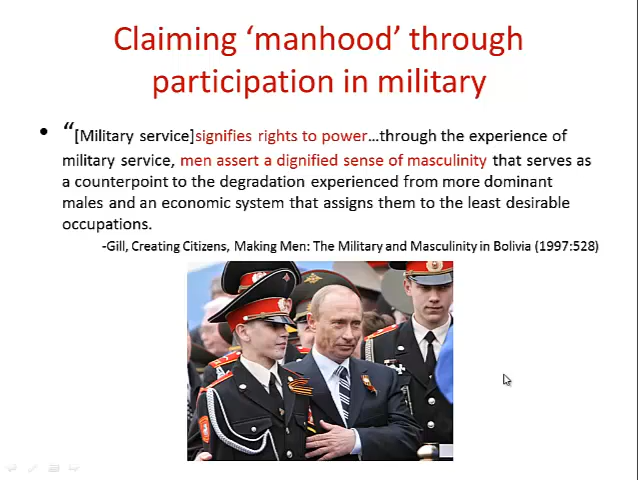 Claiming ‘manhood’ through
participation in military
• “[Military service]signifies rights to power…through the experience of
military service, men assert a dignified sense of masculinity that serves as
a counterpoint to the degradation experienced from more dominant
males and an economic system that assigns them to the least desirable
occupations.
-Gill, Creating Citizens, Making Men: The Military and Masculinity in Bolivia (1997:528)